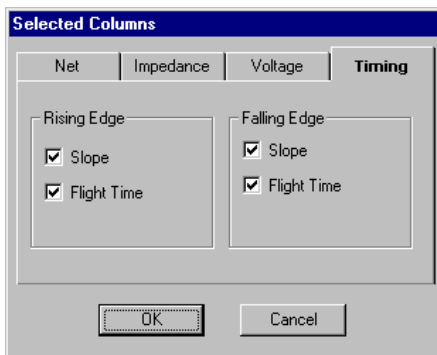 Selected Columns
Net Impedance Voltage Timing
Rising Edge Falling Edge
Slope Slope
Flight Time Flight Time
OK Cancel